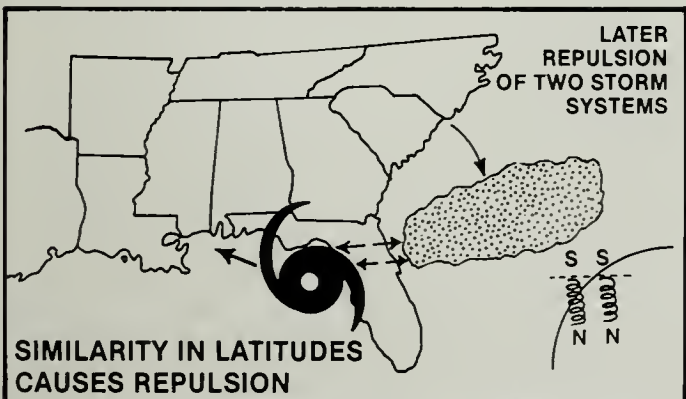 LATER
REPULSION
OF TWO STORM
SYSTEMS
S S
N N
SIMILARITY IN LATITUDES
CAUSES REPULSION